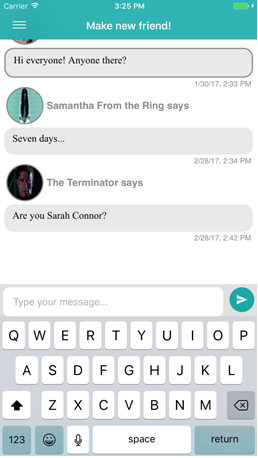 Carrier 3:25 PM
Make new friend!
Hi everyone! Anyone there?
1/30/17, 2:33 PM
Samantha From the Ring says
Seven days...
2/28/17, 2:34 PM
The Terminator says
Are you Sarah Connor?
2/28/17, 2:42 PM
Type your message...
Q W E R T Y U I O P
A S D F G H J K L
Z X C V B N M
123 space return